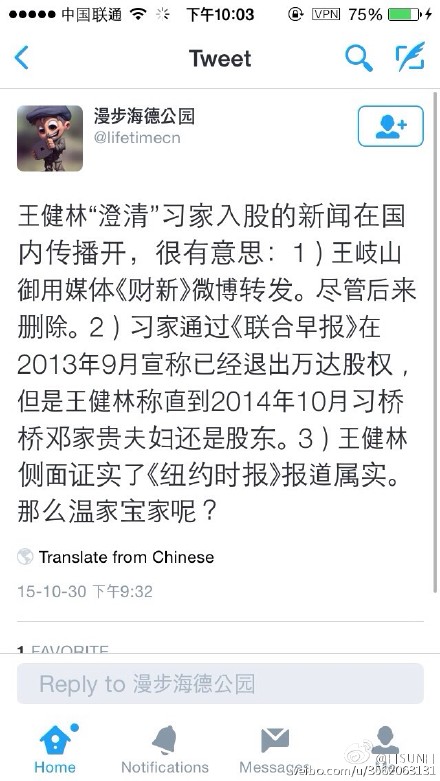 中国联通 下午10:03 VPN 75%
Tweet
漫步海德公园
@lifetimecn
王健林“澄清”习家入股的新闻在国
内传播开，很有意思：1）王岐山
御用媒体《财新》微博转发。尽管后来
删除。2）习家通过《联合早报》在
2013年9月宣称已经退出万达股权，
但是王健林称直到2014年10月习桥
桥邓家贵夫妇还是股东。3）王健林
侧面证实了《纽约时报》报道属实。
那么温家宝家呢？
Translate from Chinese
15-10-30 下午9:32
1 FAVORITE
Reply to 漫步海德公园
Home Notifications Messages